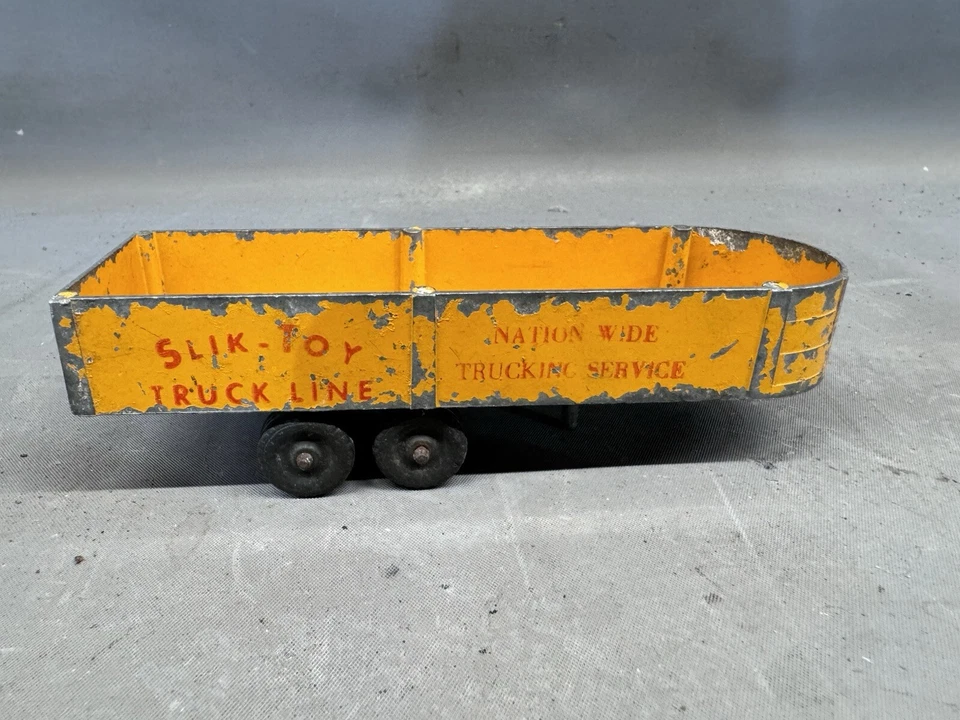 SLIK-TOY
TRUCK LINE
NATION WIDE
TRUCKING SERVICE